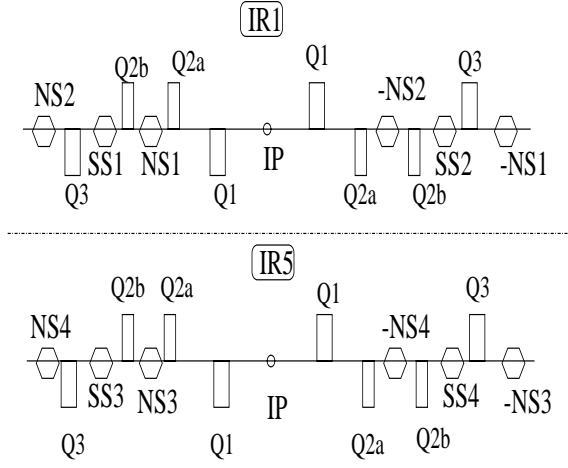 IR1
Q2b Q2a Q1 Q3
NS2 -NS2
SS1 NS1 IP SS2 -NS1
Q3 Q1 Q2a Q2b
IR5
Q2b Q2a Q1 Q3
NS4 -NS4
SS3 NS3 IP SS4 -NS3
Q3 Q1 Q2a Q2b